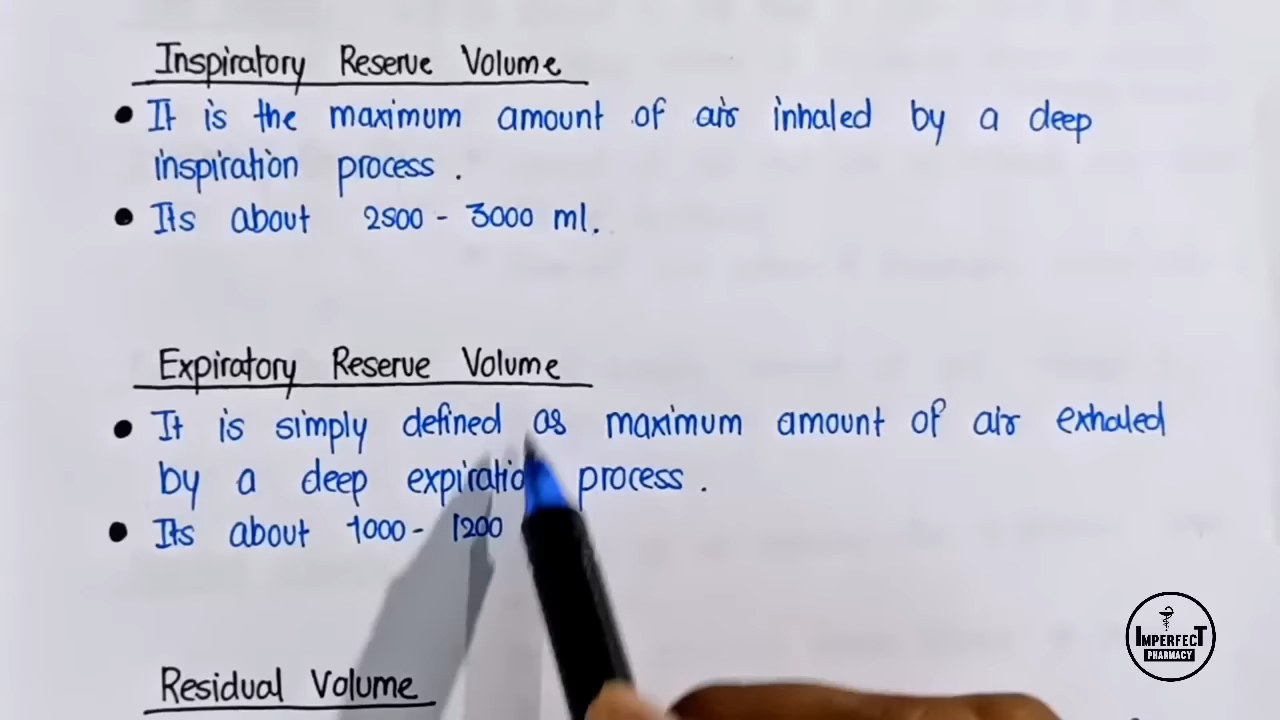 Inspiratory Reserve Volume
• It is the maximum amount of air inhaled by a deep
inspiration process.
• Its about 2500 - 3000 ml.
Expiratory Reserve Volume
• It is simply defined as maximum amount of air exhaled
by a deep expiration process.
• Its about 1000 - 1200
Residual Volume
IMPERFECT
PHARMACY